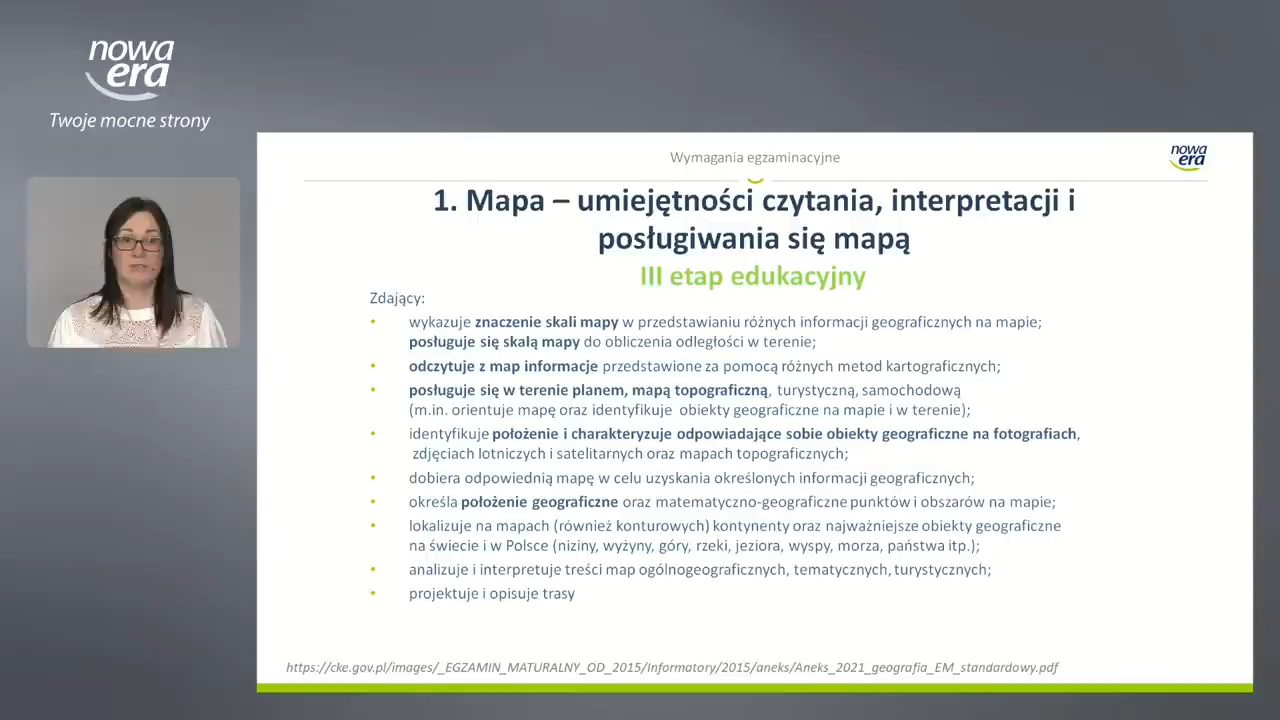 nowa
era
Twoje mocne strony
Wymagania egzaminacyjne
nowa
era
1. Mapa – umiejętności czytania, interpretacji i
posługiwania się mapą
III etap edukacyjny
Zdający:
• wykazuje znaczenie skali mapy w przedstawianiu różnych informacji geograficznych na mapie;
posługuje się skalą mapy do obliczenia odległości w terenie;
• odczytuje z map informacje przedstawione za pomocą różnych metod kartograficznych;
• posługuje się w terenie planem, mapą topograficzną, turystyczną, samochodową
(m.in. orientuje mapę oraz identyfikuje obiekty geograficzne na mapie i w terenie);
• identyfikuje położenie i charakteryzuje odpowiadające sobie obiekty geograficzne na fotografiach,
zdjęciach lotniczych i satelitarnych oraz mapach topograficznych;
• dobiera odpowiednią mapę w celu uzyskania określonych informacji geograficznych;
• określa położenie geograficzne oraz matematyczno-geograficzne punktów i obszarów na mapie;
• lokalizuje na mapach (również konturowych) kontynenty oraz najważniejsze obiekty geograficzne
na świecie i w Polsce (niziny, wyżyny, góry, rzeki, jeziora, wyspy, morza, państwa itp.);
• analizuje i interpretuje treści map ogólnogeograficznych, tematycznych, turystycznych;
• projektuje i opisuje trasy
https://cke.gov.pl/images/_EGZAMIN_MATURALNY_OD_2015/Informatory/2015/aneks/Aneks_2021_geografia_EM_standardowy.pdf